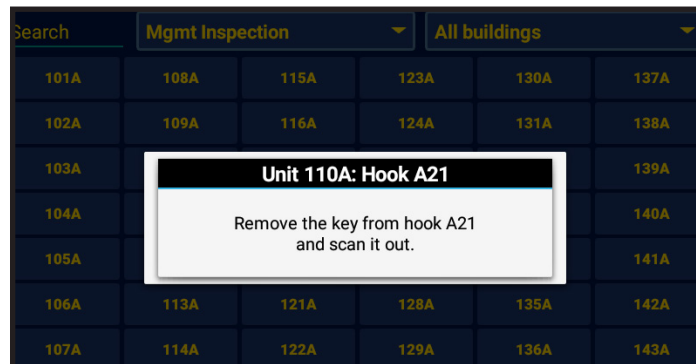 Search Mgmt Inspection All buildings
101A 108A 115A 123A 130A 137A
102A 109A 116A 124A 131A 138A
103A 139A
Unit 110A: Hook A21
104A 140A
Remove the key from hook A21
and scan it out.
105A 141A
106A 113A 121A 128A 135A 142A
107A 114A 122A 129A 136A 143A